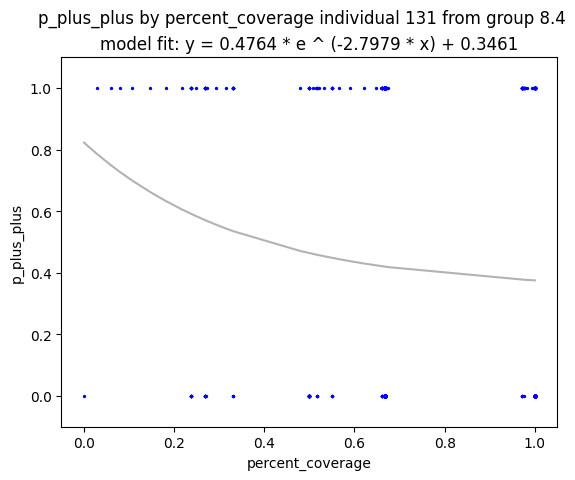 p_plus_plus by percent_coverage individual 131 from group 8.4
model fit: y = 0.4764 * e ^ (-2.7979 * x) + 0.3461
1.0
0.8
0.6
0.4
0.2
0.0
p_plus_plus
0.0 0.2 0.4 0.6 0.8 1.0
percent_coverage